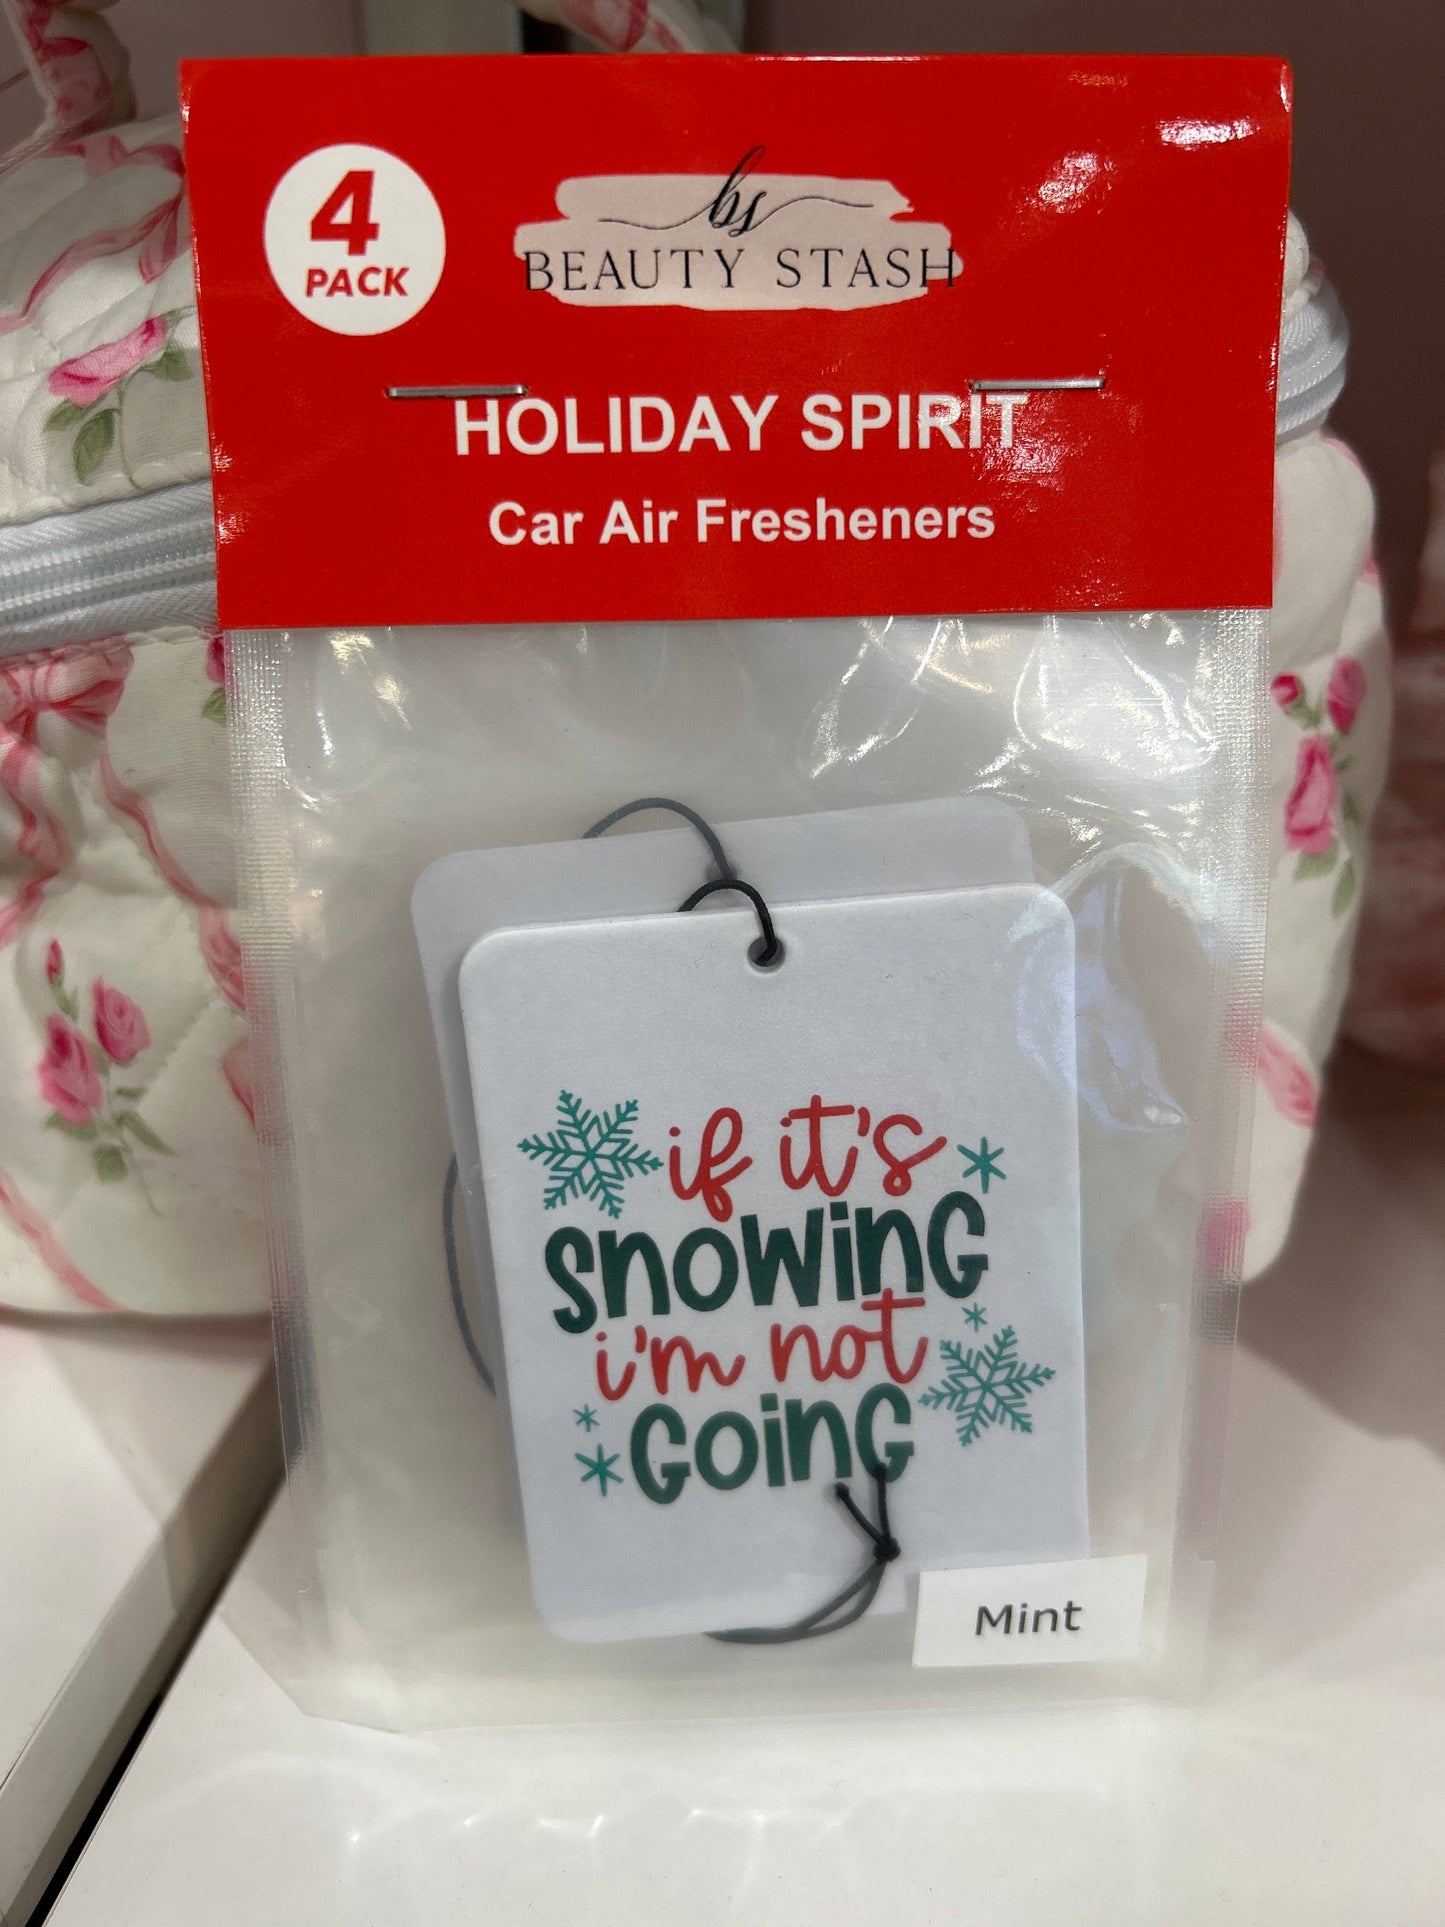 4
PACK
bs
BEAUTY STASH
HOLIDAY SPIRIT
Car Air Fresheners
if it's
SnowinG
i'm not
GoinG
Mint